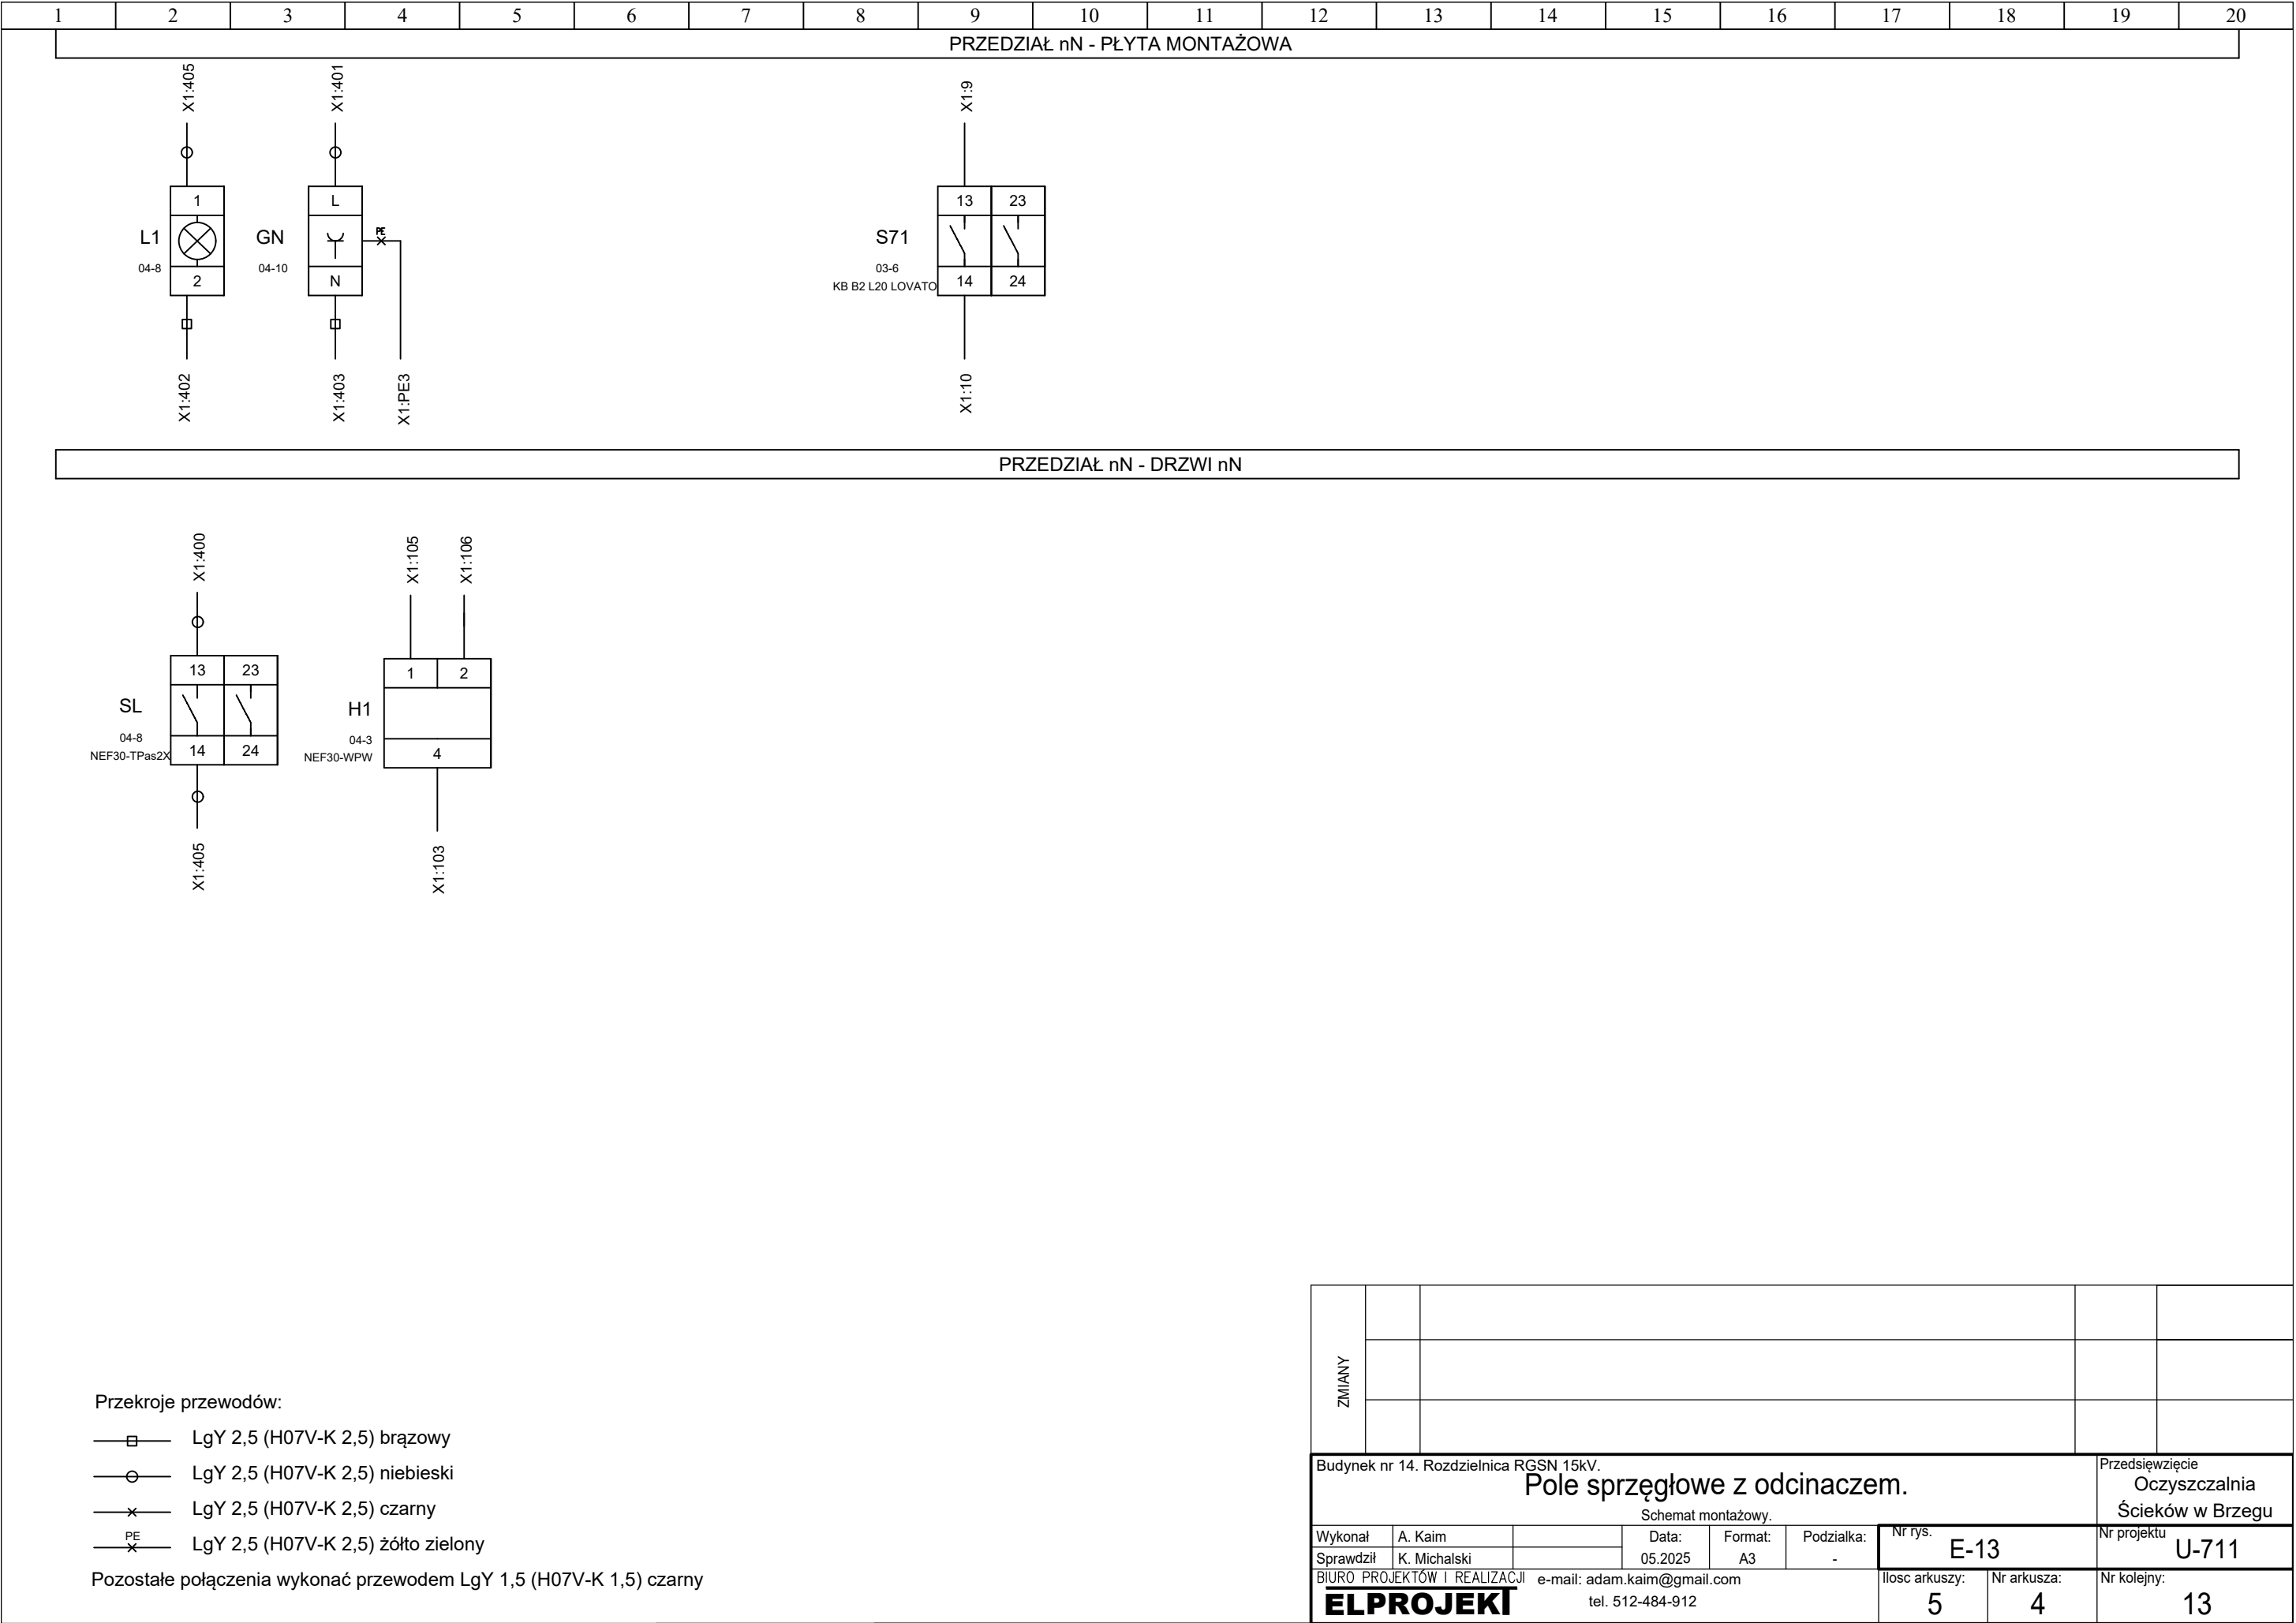 1 2 3 4 5 6 7 8 9 10 11 12 13 14 15 16 17 18 19 20
PRZEDZIAŁ nN - PŁYTA MONTAŻOWA
X1:405
X1:401
X1:9
1
L
13 23
L1
GN
PE
S71
04-8
04-10
03-6
KB B2 L20 LOVATO
2
N
14 24
X1:402
X1:403
X1:PE3
X1:10
PRZEDZIAŁ nN - DRZWI nN
X1:400
X1:105
X1:106
13 23
1 2
SL
H1
04-8
04-3
NEF30-TPas2X
NEF30-WPW
14 24
4
X1:405
X1:103
Przekroje przewodów:
LgY 2,5 (H07V-K 2,5) brązowy
LgY 2,5 (H07V-K 2,5) niebieski
LgY 2,5 (H07V-K 2,5) czarny
PE
LgY 2,5 (H07V-K 2,5) żółto zielony
Pozostałe połączenia wykonać przewodem LgY 1,5 (H07V-K 1,5) czarny
ZMIANY
Budynek nr 14. Rozdzielnica RGSN 15kV.
Pole sprzęgłowe z odcinaczem.
Schemat montażowy.
Przedsięwzięcie
Oczyszczalnia
Ścieków w Brzegu
Wykonał A. Kaim
Data: Format: Podzialka:
Sprawdził K. Michalski
05.2025 A3 -
Nr rys.
E-13
Nr projektu
U-711
BIURO PROJEKTÓW I REALIZACJI
ELPROJEKT
e-mail: adam.kaim@gmail.com
tel. 512-484-912
Ilosc arkuszy: Nr arkusza: Nr kolejny:
5 4 13